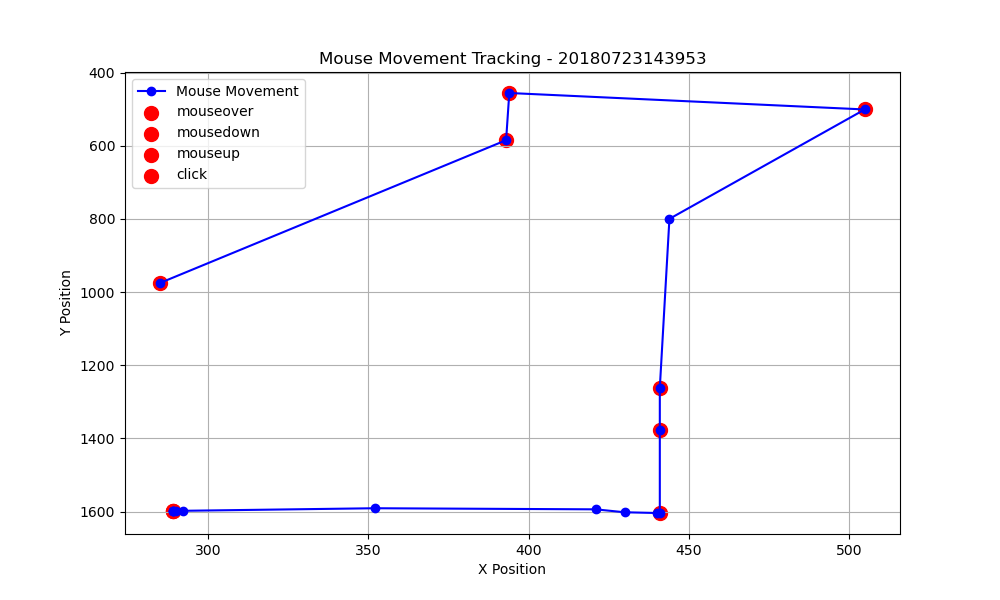 Mouse Movement Tracking - 20180723143953
Mouse Movement
mouseover
mousedown
mouseup
click
400
600
800
1000
1200
1400
1600
Y Position
300
350
400
450
500
X Position